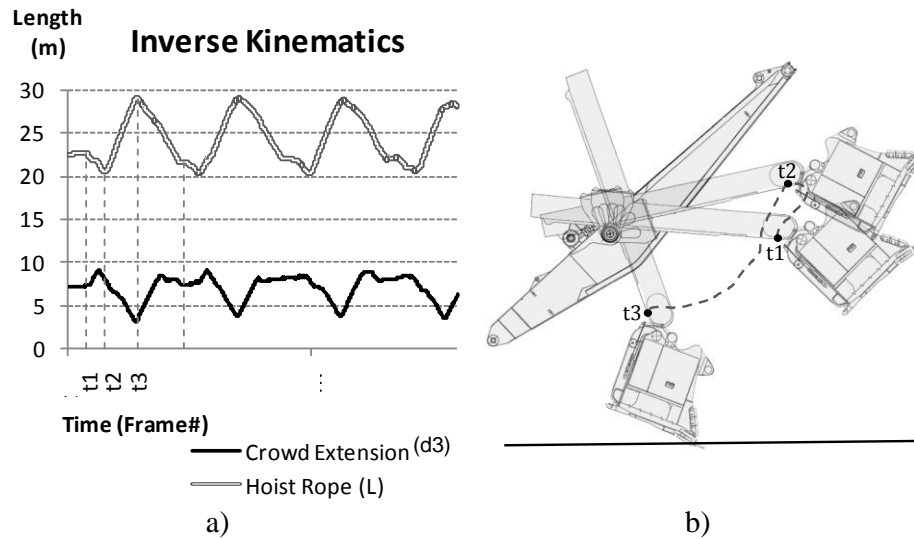 Length
(m)
Inverse Kinematics
30
25
20
15
10
5
0
t1
t2
t3
...
Time (Frame#)
Crowd Extension (d3)
Hoist Rope (L)
a)
t2
t1
t3
b)